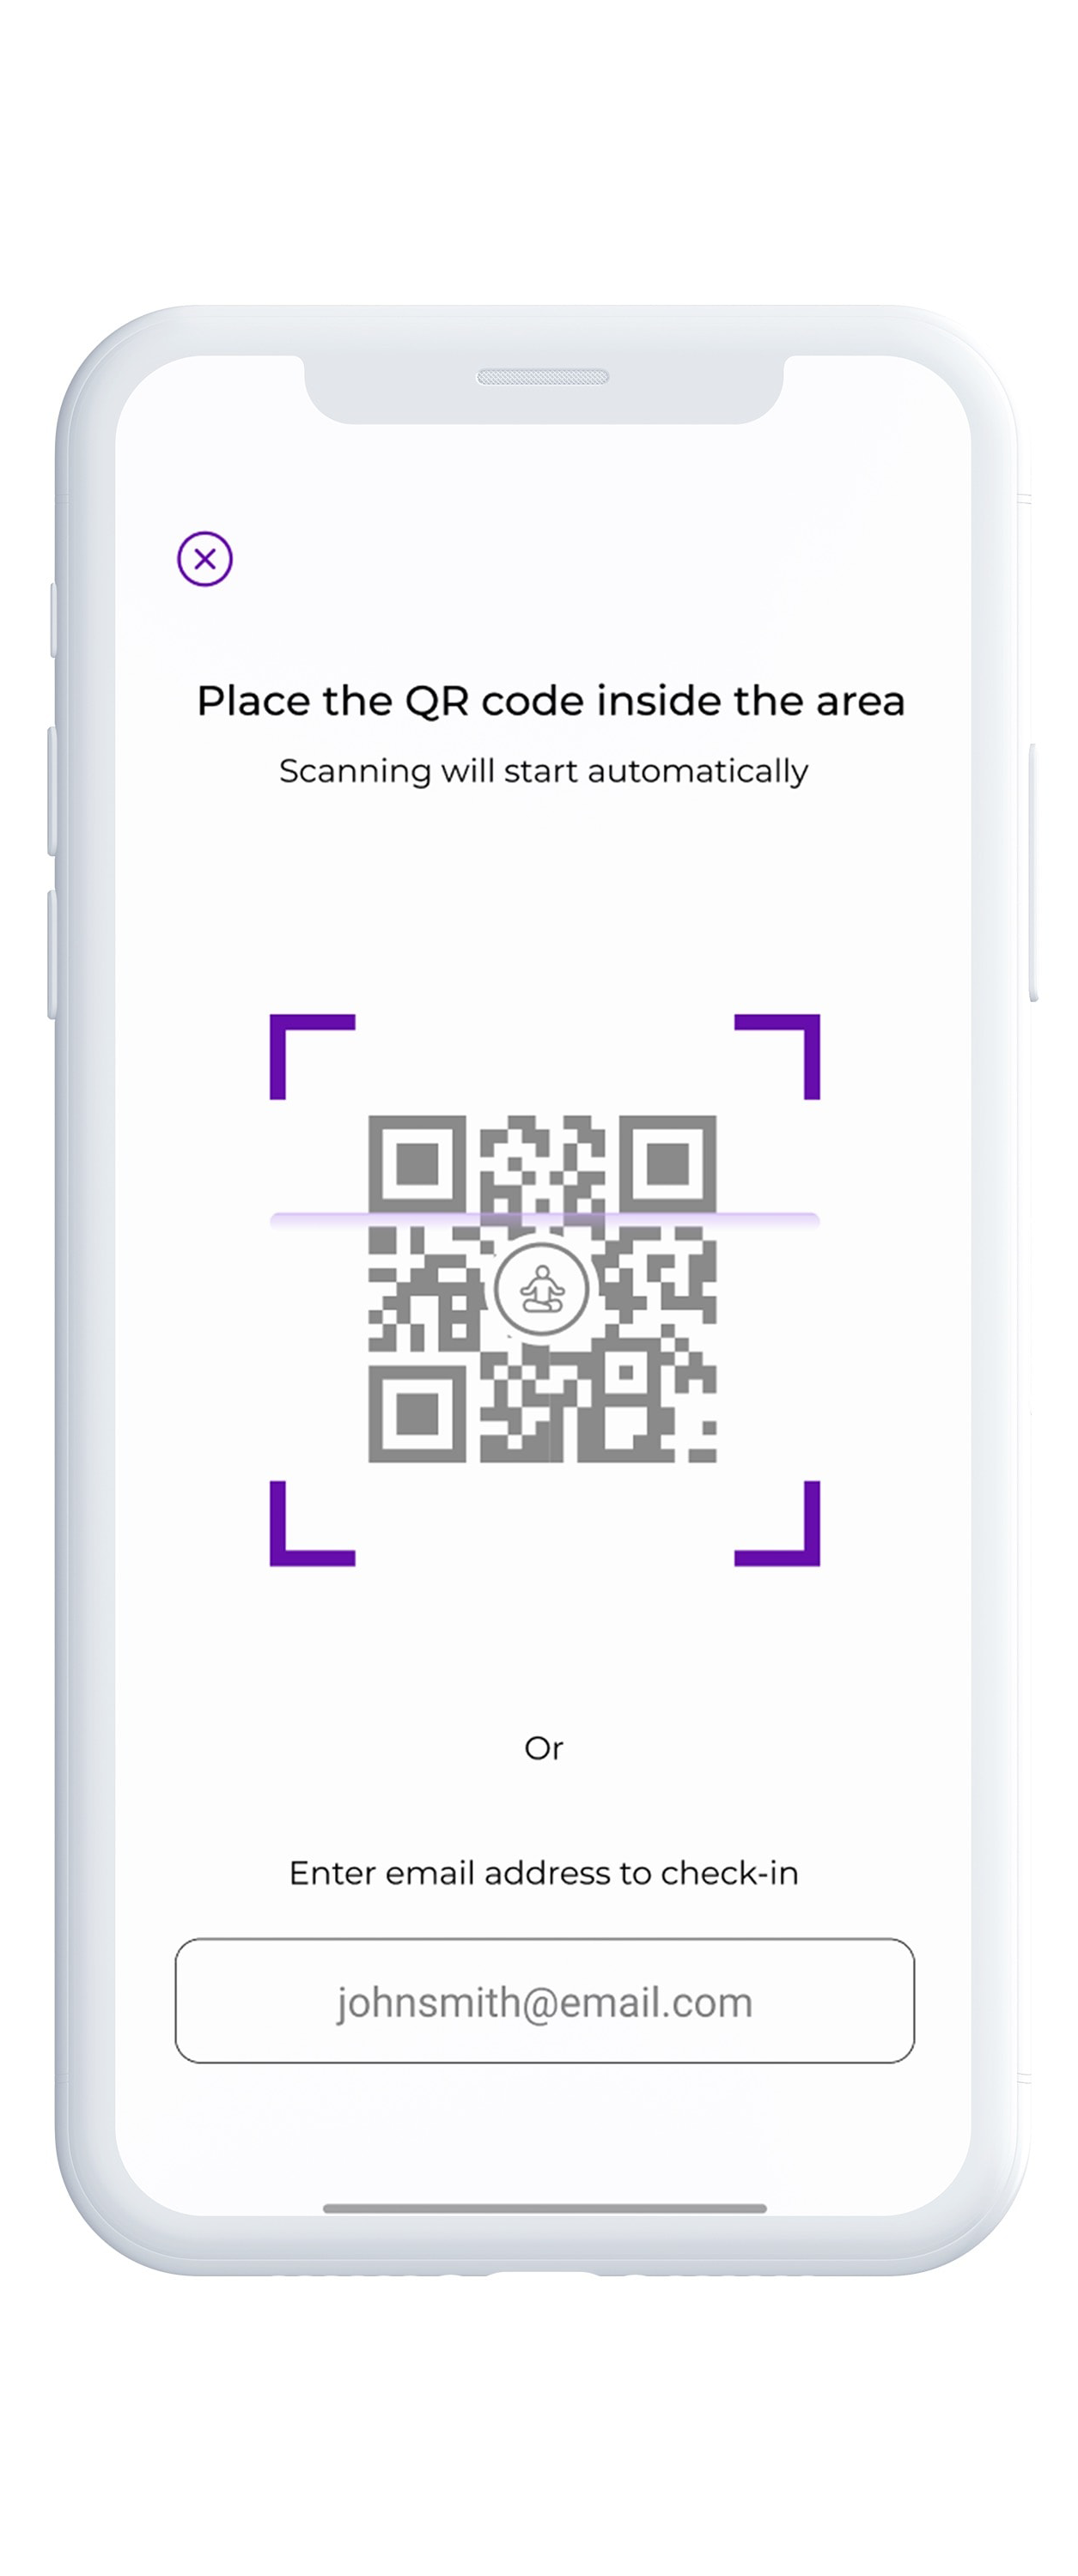 Place the QR code inside the area
Scanning will start automatically
Or
Enter email address to check-in
johnsmith@email.com